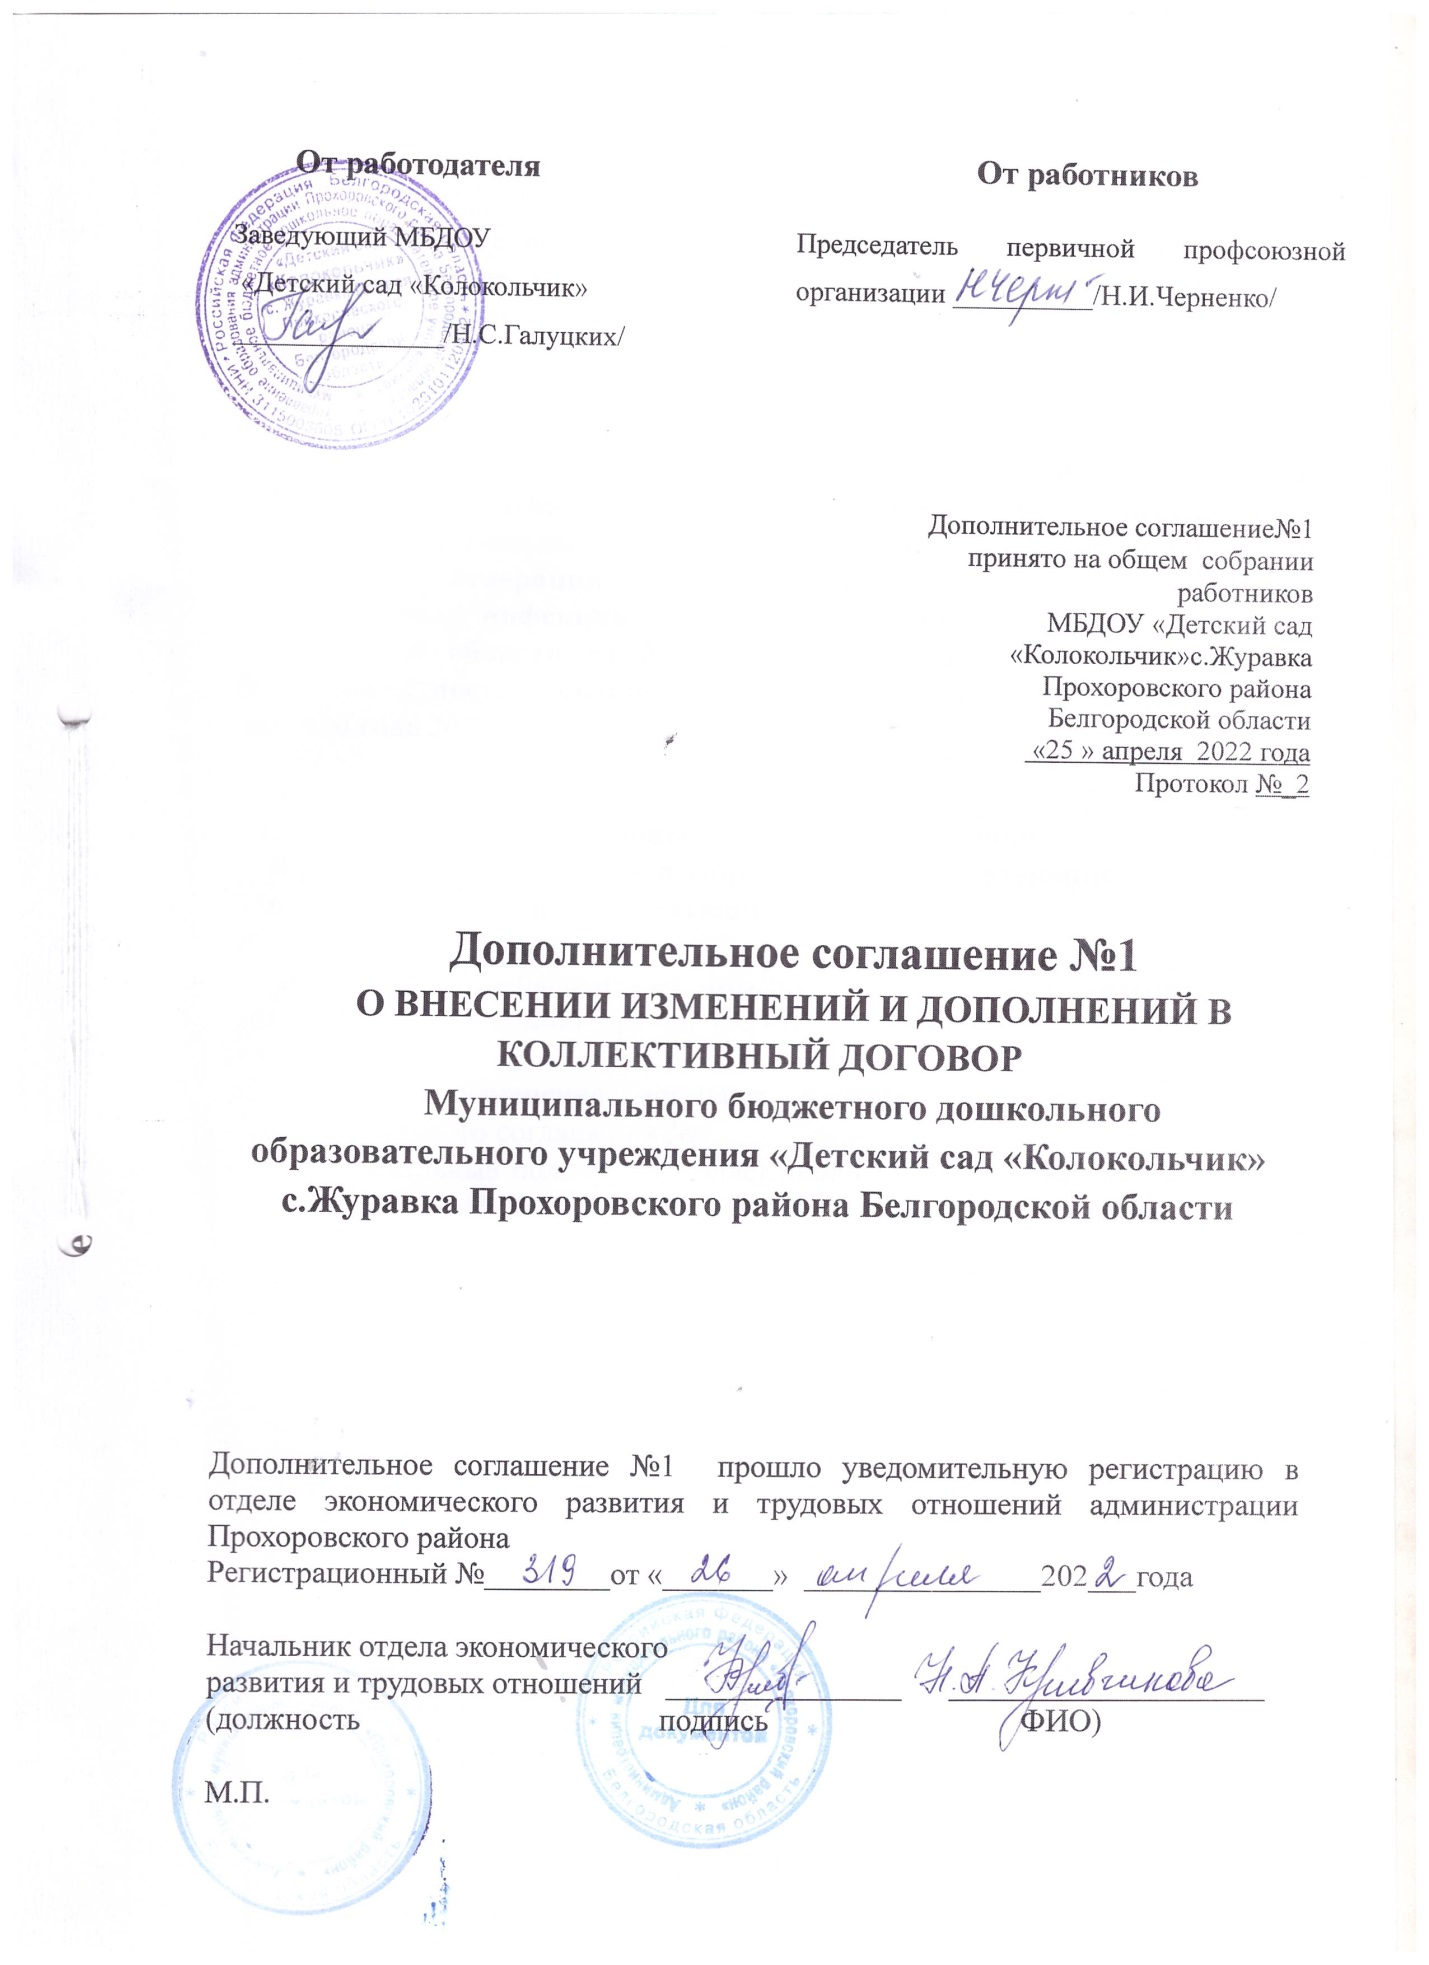 От работодателя
Заведующий МБДОУ
«Детский сад «Колокольчик»
/Н.С.Галуцких/
От работников
Председатель первичной профсоюзной
организации /Н.И.Черненко/
Дополнительное соглашение№1
принято на общем собрании
работников
МБДОУ «Детский сад
«Колокольчик»с.Журавка
Прохоровского района
Белгородской области
«25 » апреля 2022 года
Протокол № 2
Дополнительное соглашение №1
О ВНЕСЕНИИ ИЗМЕНЕНИЙ И ДОПОЛНЕНИЙ В
КОЛЛЕКТИВНЫЙ ДОГОВОР
Муниципального бюджетного дошкольного
образовательного учреждения «Детский сад «Колокольчик»
с.Журавка Прохоровского района Белгородской области
Дополнительное соглашение №1 прошло уведомительную регистрацию в
отделе экономического развития и трудовых отношений администрации
Прохоровского района
Регистрационный № 319 от « 26 » апреля 2022 года
Начальник отдела экономического
развития и трудовых отношений
(должность подпись ФИО)
М.П.
Для
документов
Белгородская область